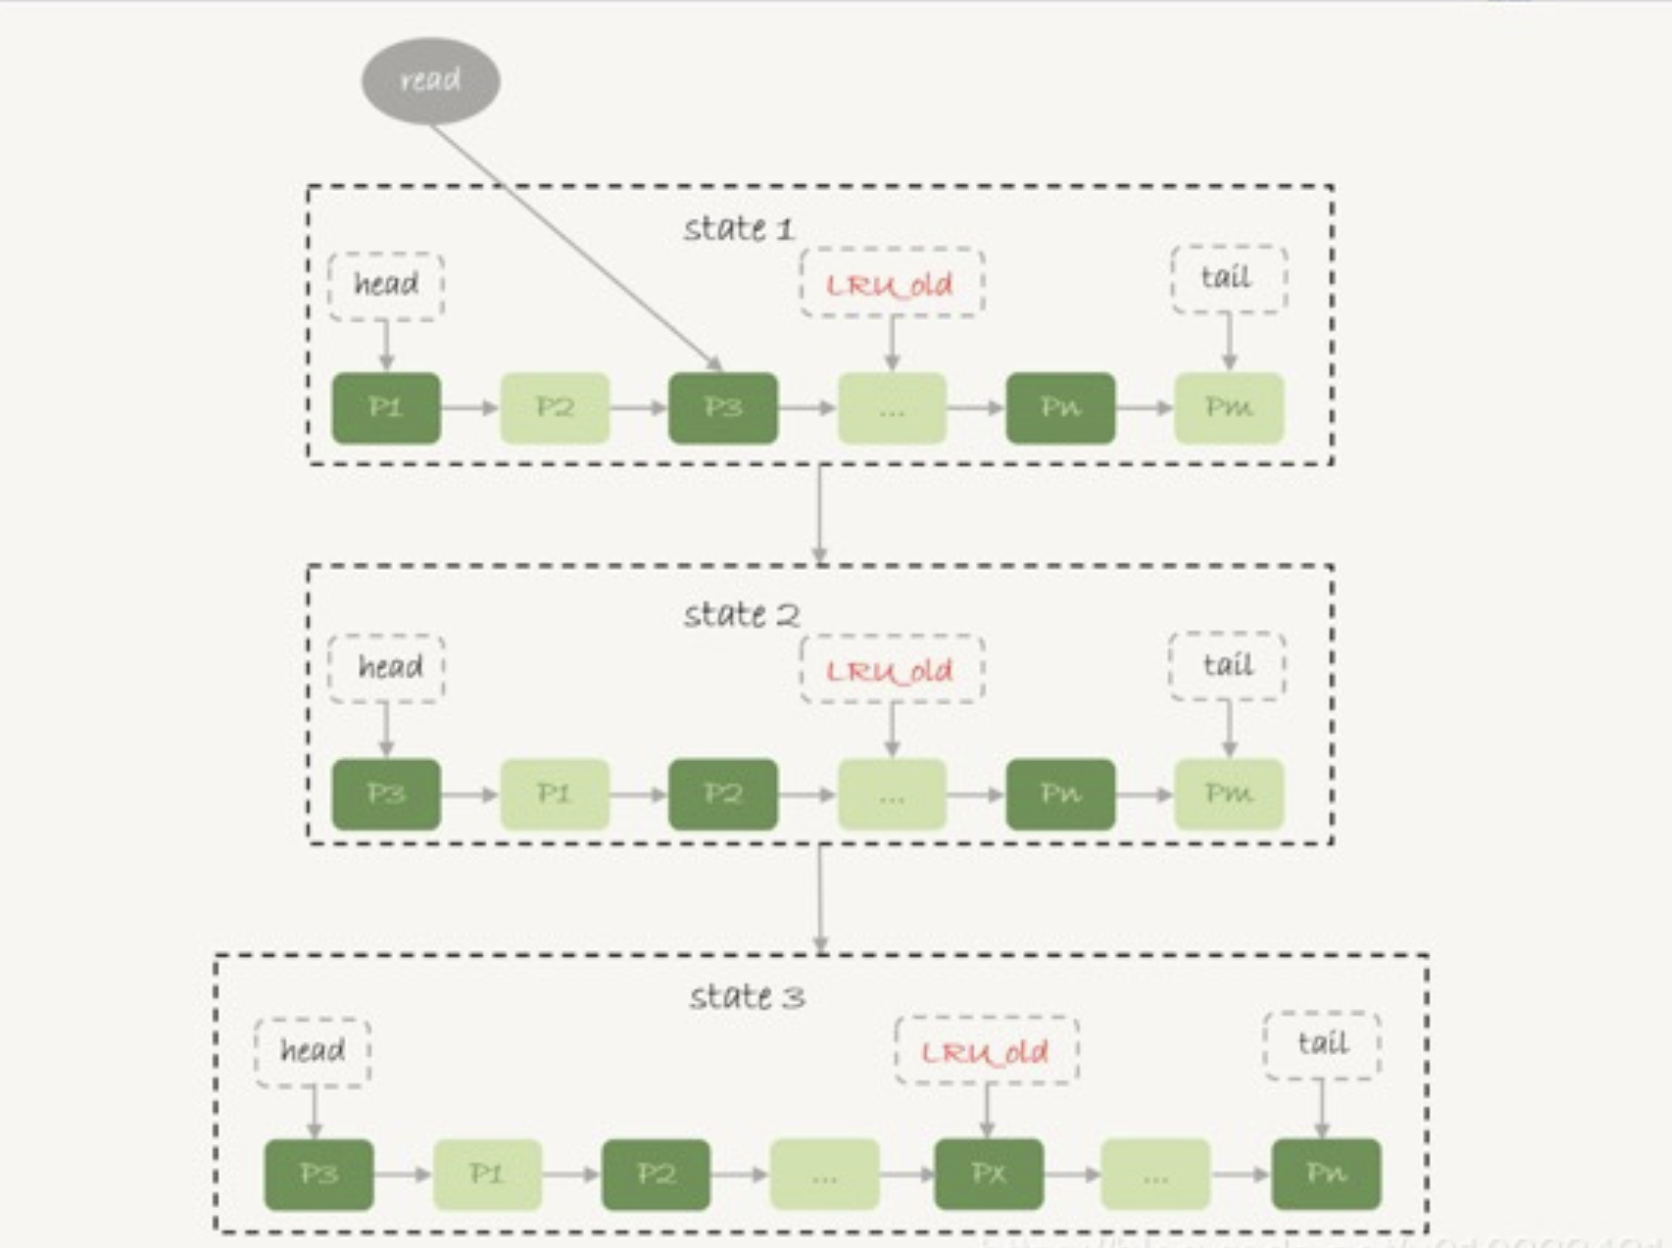 read
state 1
head LRU_old tail
P1 P2 P3 ... Pn Pm
state 2
head LRU_old tail
P3 P1 P2 ... Pn Pm
state 3
head LRU_old tail
P3 P1 P2 ... PX ... Pn